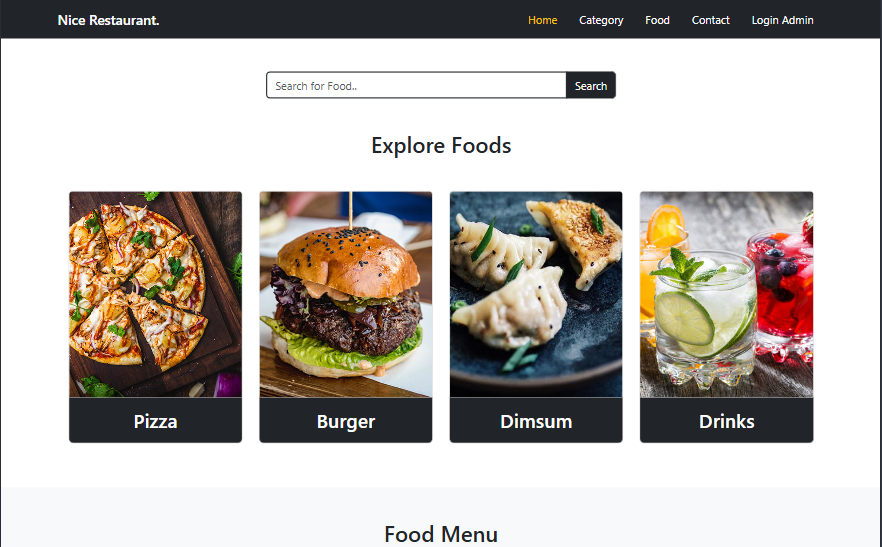 Nice Restaurant.
Home Category Food Contact Login Admin
Search for Food.. Search
Explore Foods
Pizza Burger Dimsum Drinks
Food Menu